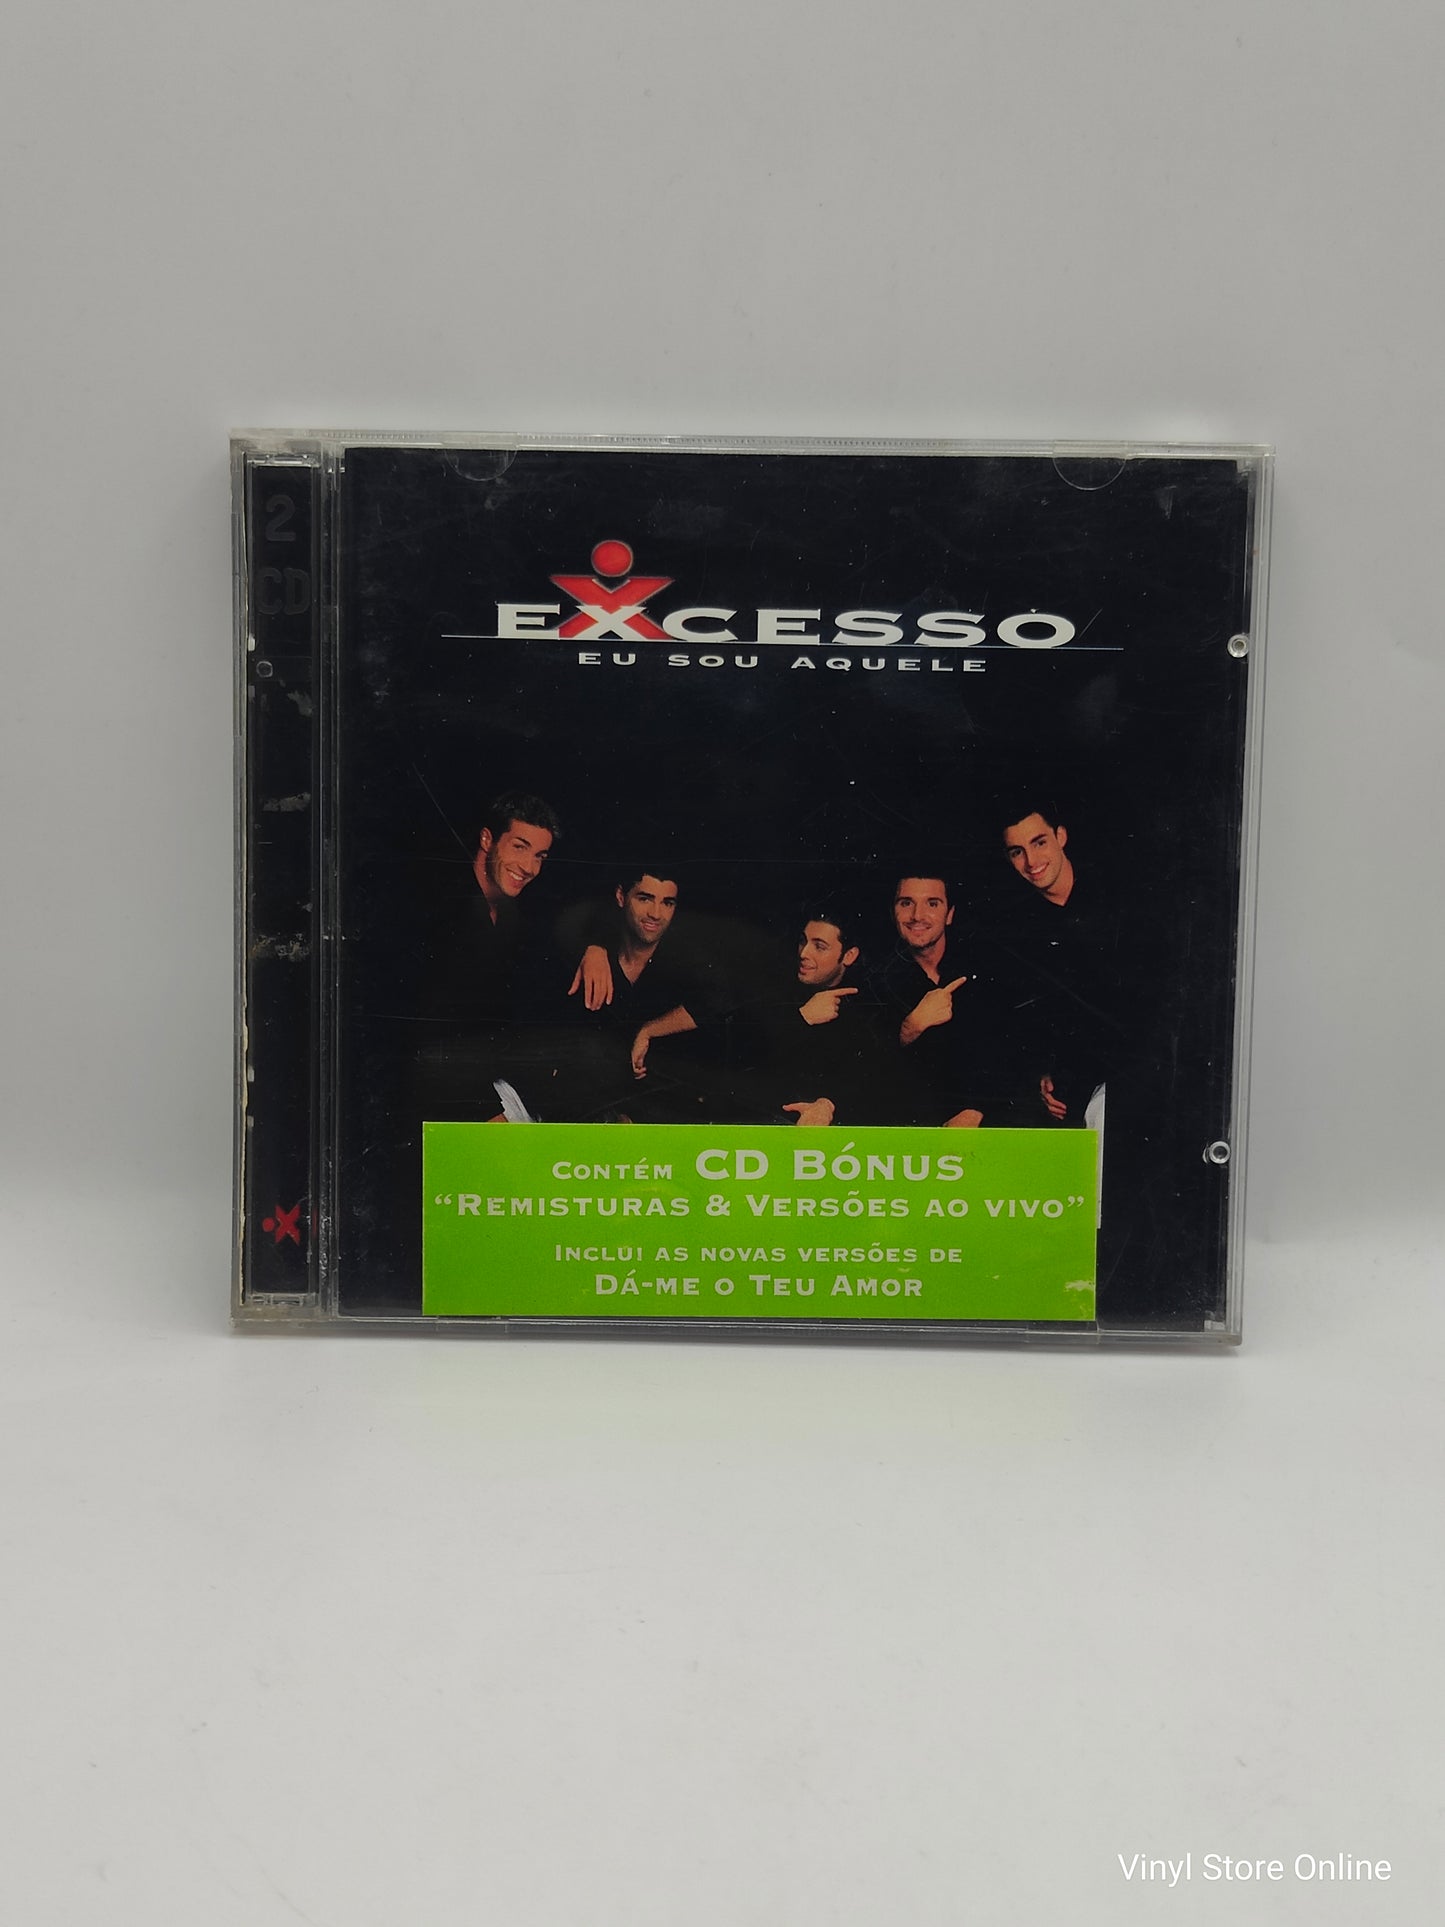 2
CD
EXCESSO
EU SOU AQUELE
CONTÉM CD BÓNUS
"REMISTURAS & VERSÕES AO VIVO"
INCLUI AS NOVAS VERSÕES DE
DÁ-ME O TEU AMOR
Vinyl Store Online